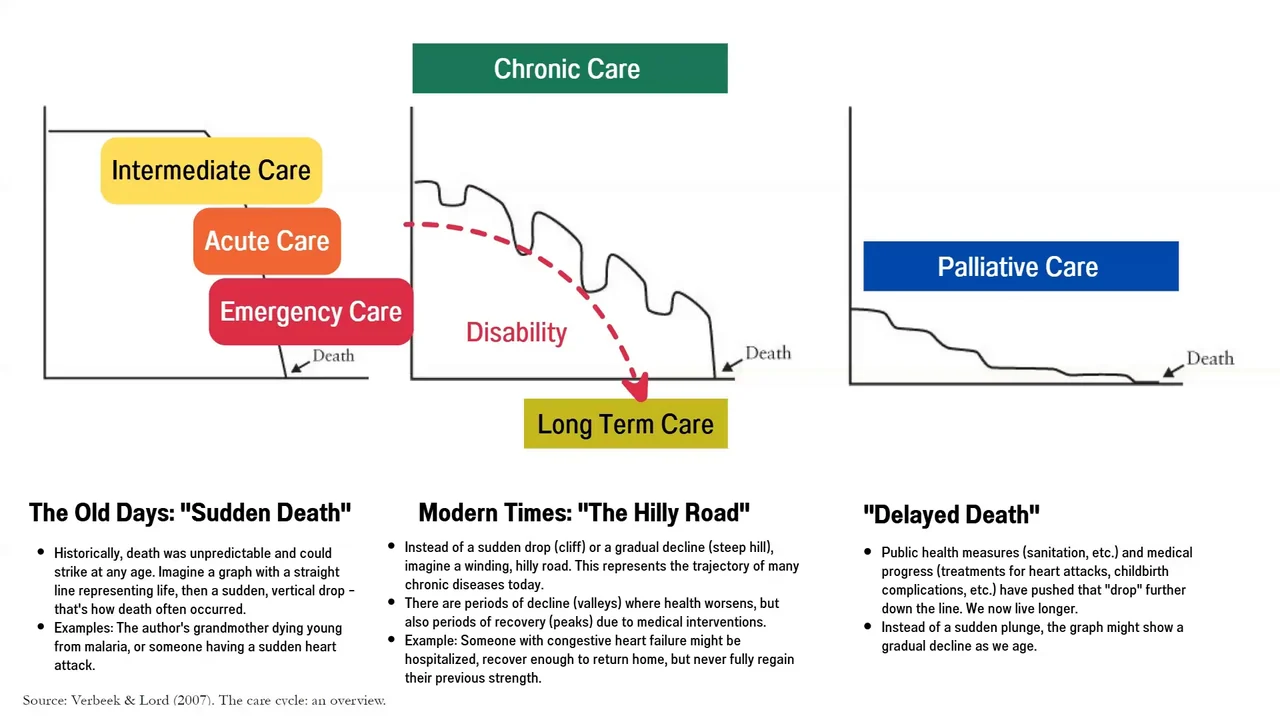 Chronic Care
Intermediate Care
Acute Care
Emergency Care
Death
Disability
Death
Long Term Care
Palliative Care
Death
The Old Days: "Sudden Death"
• Historically, death was unpredictable and could
strike at any age. Imagine a graph with a straight
line representing life, then a sudden, vertical drop –
that's how death often occurred.
• Examples: The author's grandmother dying young
from malaria, or someone having a sudden heart
attack.
Modern Times: "The Hilly Road"
• Instead of a sudden drop (cliff) or a gradual decline (steep hill),
imagine a winding, hilly road. This represents the trajectory of many
chronic diseases today.
• There are periods of decline (valleys) where health worsens, but
also periods of recovery (peaks) due to medical interventions.
• Example: Someone with congestive heart failure might be
hospitalized, recover enough to return home, but never fully regain
their previous strength.
"Delayed Death"
• Public health measures (sanitation, etc.) and medical
progress (treatments for heart attacks, childbirth
complications, etc.) have pushed that "drop" further
down the line. We now live longer.
• Instead of a sudden plunge, the graph might show a
gradual decline as we age.
Source: Verbeek & Lord (2007). The care cycle: an overview.